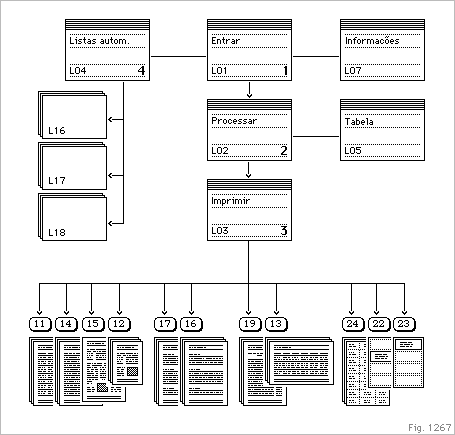 Listas autom.
L04 4
Entrar
L01 1
Informacões
L07
L16
L17
L18
Processar
L02 2
Tabela
L05
Imprimir
L03 3
11 14 15 12 17 16 19 13 24 22 23
Fig. 1267